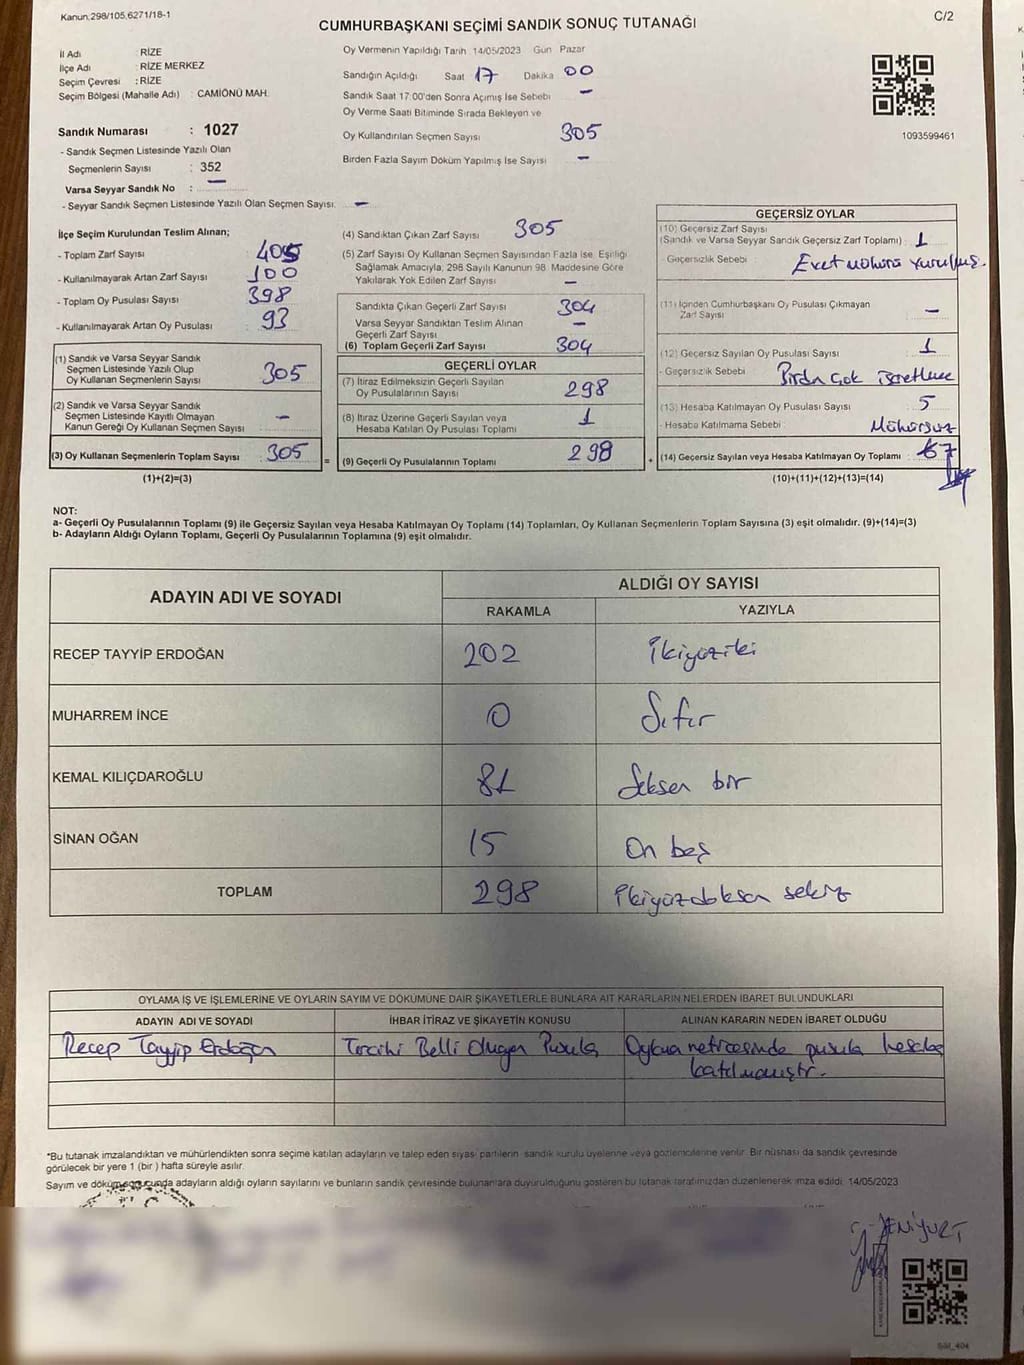 Kanun:298/105,6271/18-1
C/2
CUMHURBAŞKANI SEÇİMİ SANDIK SONUÇ TUTANAĞI
İl Adı : RİZE
İlçe Adı : RİZE MERKEZ
Seçim Çevresi : RİZE
Seçim Bölgesi (Mahalle Adı) : CAMİÖNÜ MAH.
Sandık Numarası : 1027
- Sandık Seçmen Listesinde Yazılı Olan
Seçmenlerin Sayısı : 352
Varsa Seyyar Sandık No : —
- Seyyar Sandık Seçmen Listesinde Yazılı Olan Seçmen Sayısı: —
Oy Vermenin Yapıldığı Tarih 14/05/2023 Gün Pazar
Sandığın Açıldığı Saat 17 Dakika 00
Sandık Saat 17:00'den Sonra Açılmış İse Sebebi —
Oy Verme Saati Bitiminde Sırada Bekleyen ve
Oy Kullandırılan Seçmen Sayısı 305
Birden Fazla Sayım Döküm Yapılmış İse Sayısı —
1093599461
İlçe Seçim Kurulundan Teslim Alınan;
- Toplam Zarf Sayısı 405
- Kullanılmayarak Artan Zarf Sayısı 100
- Toplam Oy Pusulası Sayısı 398
- Kullanılmayarak Artan Oy Pusulası 93
(1) Sandık ve Varsa Seyyar Sandık
Seçmen Listesinde Yazılı Olup
Oy Kullanan Seçmenlerin Sayısı 305
(2) Sandık ve Varsa Seyyar Sandık
Seçmen Listesinde Kayıtlı Olmayan
Kanun Gereği Oy Kullanan Seçmen Sayısı —
(3) Oy Kullanan Seçmenlerin Toplam Sayısı : 305 =
(1)+(2)=(3)
(4) Sandıktan Çıkan Zarf Sayısı 305
(5) Zarf Sayısı Oy Kullanan Seçmen Sayısından Fazla İse, Eşitliği
Sağlamak Amacıyla, 298 Sayılı Kanunun 98. Maddesine Göre
Yakılarak Yok Edilen Zarf Sayısı —
Sandıkta Çıkan Geçerli Zarf Sayısı 304
Varsa Seyyar Sandıktan Teslim Alınan
Geçerli Zarf Sayısı —
(6) Toplam Geçerli Zarf Sayısı 304
GEÇERLİ OYLAR
(7) İtiraz Edilmeksizin Geçerli Sayılan
Oy Pusulalarının Sayısı 298
(8) İtiraz Üzerine Geçerli Sayılan veya
Hesaba Katılan Oy Pusulası Toplamı 1
(9) Geçerli Oy Pusulalarının Toplamı 298 +
GEÇERSİZ OYLAR
(10) Geçersiz Zarf Sayısı
(Sandık ve Varsa Seyyar Sandık Geçersiz Zarf Toplamı) : 1
- Geçersizlik Sebebi : Evet mühürü vurulmuş.
(11) İçinden Cumhurbaşkanı Oy Pusulası Çıkmayan
Zarf Sayısı —
(12) Geçersiz Sayılan Oy Pusulası Sayısı 1
- Geçersizlik Sebebi Birden çok işaretleme
(13) Hesaba Katılmayan Oy Pusulası Sayısı 5
- Hesaba Katılmama Sebebi : Mühürsüz
(14) Geçersiz Sayılan veya Hesaba Katılmayan Oy Toplamı : 7
(10)+(11)+(12)+(13)=(14)
NOT:
a- Geçerli Oy Pusulalarının Toplamı (9) ile Geçersiz Sayılan veya Hesaba Katılmayan Oy Toplamı (14) Toplamları, Oy Kullanan Seçmenlerin Toplam Sayısına (3) eşit olmalıdır. (9)+(14)=(3)
b- Adayların Aldığı Oyların Toplamı, Geçerli Oy Pusulalarının Toplamına (9) eşit olmalıdır.
ADAYIN ADI VE SOYADI
ALDIĞI OY SAYISI
RAKAMLA YAZIYLA
RECEP TAYYİP ERDOĞAN 202 İkiyüziki
MUHARREM İNCE 0 Sıfır
KEMAL KILIÇDAROĞLU 81 Seksen bir
SİNAN OĞAN 15 On beş
TOPLAM 298 İkiyüzdoksan sekiz
OYLAMA İŞ VE İŞLEMLERİNE VE OYLARIN SAYIM VE DÖKÜMÜNE DAİR ŞİKAYETLERLE BUNLARA AİT KARARLARIN NELERDEN İBARET BULUNDUKLARI
ADAYIN ADI VE SOYADI İHBAR İTİRAZ VE ŞİKAYETİN KONUSU ALINAN KARARIN NEDEN İBARET OLDUĞU
Recep Tayyip Erdoğan Tercihi Belli Olmayan Pusula Oylama neticesinde pusula hesaba
katılmamıştır.
*Bu tutanak imzalandıktan ve mühürlendikten sonra seçime katılan adayların ve talep eden siyasi partilerin sandık kurulu üyelerine veya gözlemcilerine verilir. Bir nüshası da sandık çevresinde
görülecek bir yere 1 (bir) hafta süreyle asılır.
Sayım ve döküm sonucunda adayların aldığı oyların sayılarını ve bunların sandık çevresinde bulunanlara duyurulduğunu gösteren bu tutanak tarafımızdan düzenlenerek imza edildi. 14/05/2023
YENİYURT